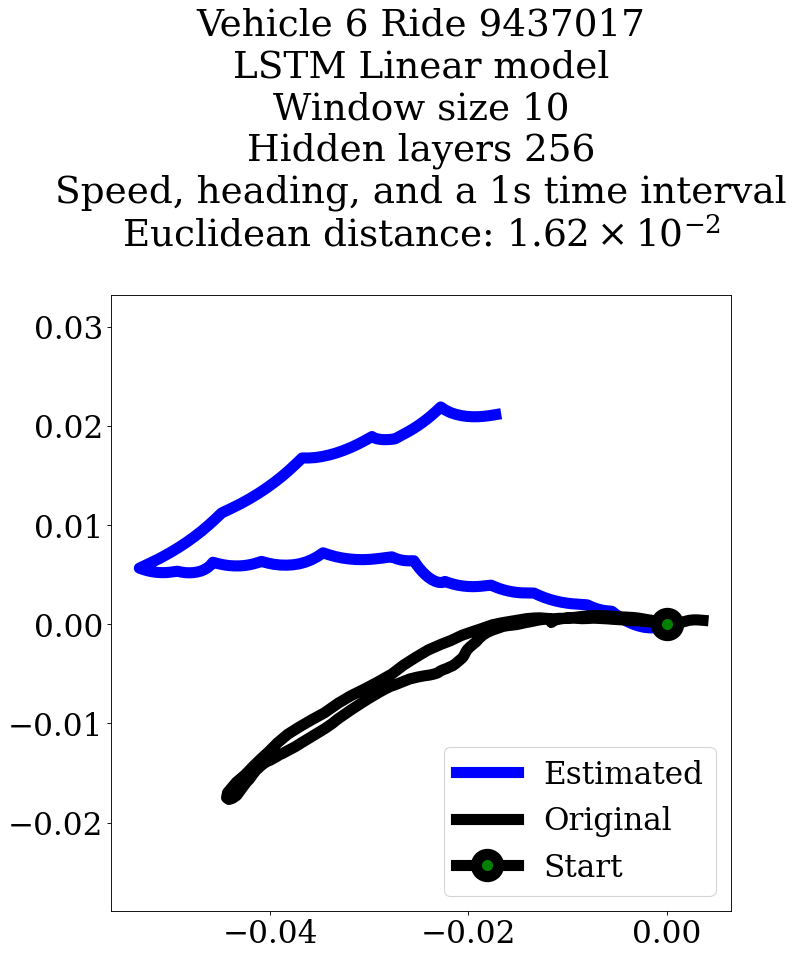 Vehicle 6 Ride 9437017
LSTM Linear model
Window size 10
Hidden layers 256
Speed, heading, and a 1s time interval
Euclidean distance: 1.62 × 10⁻²
0.03
0.02
0.01
0.00
−0.01
−0.02
Estimated
Original
Start
−0.04
−0.02
0.00